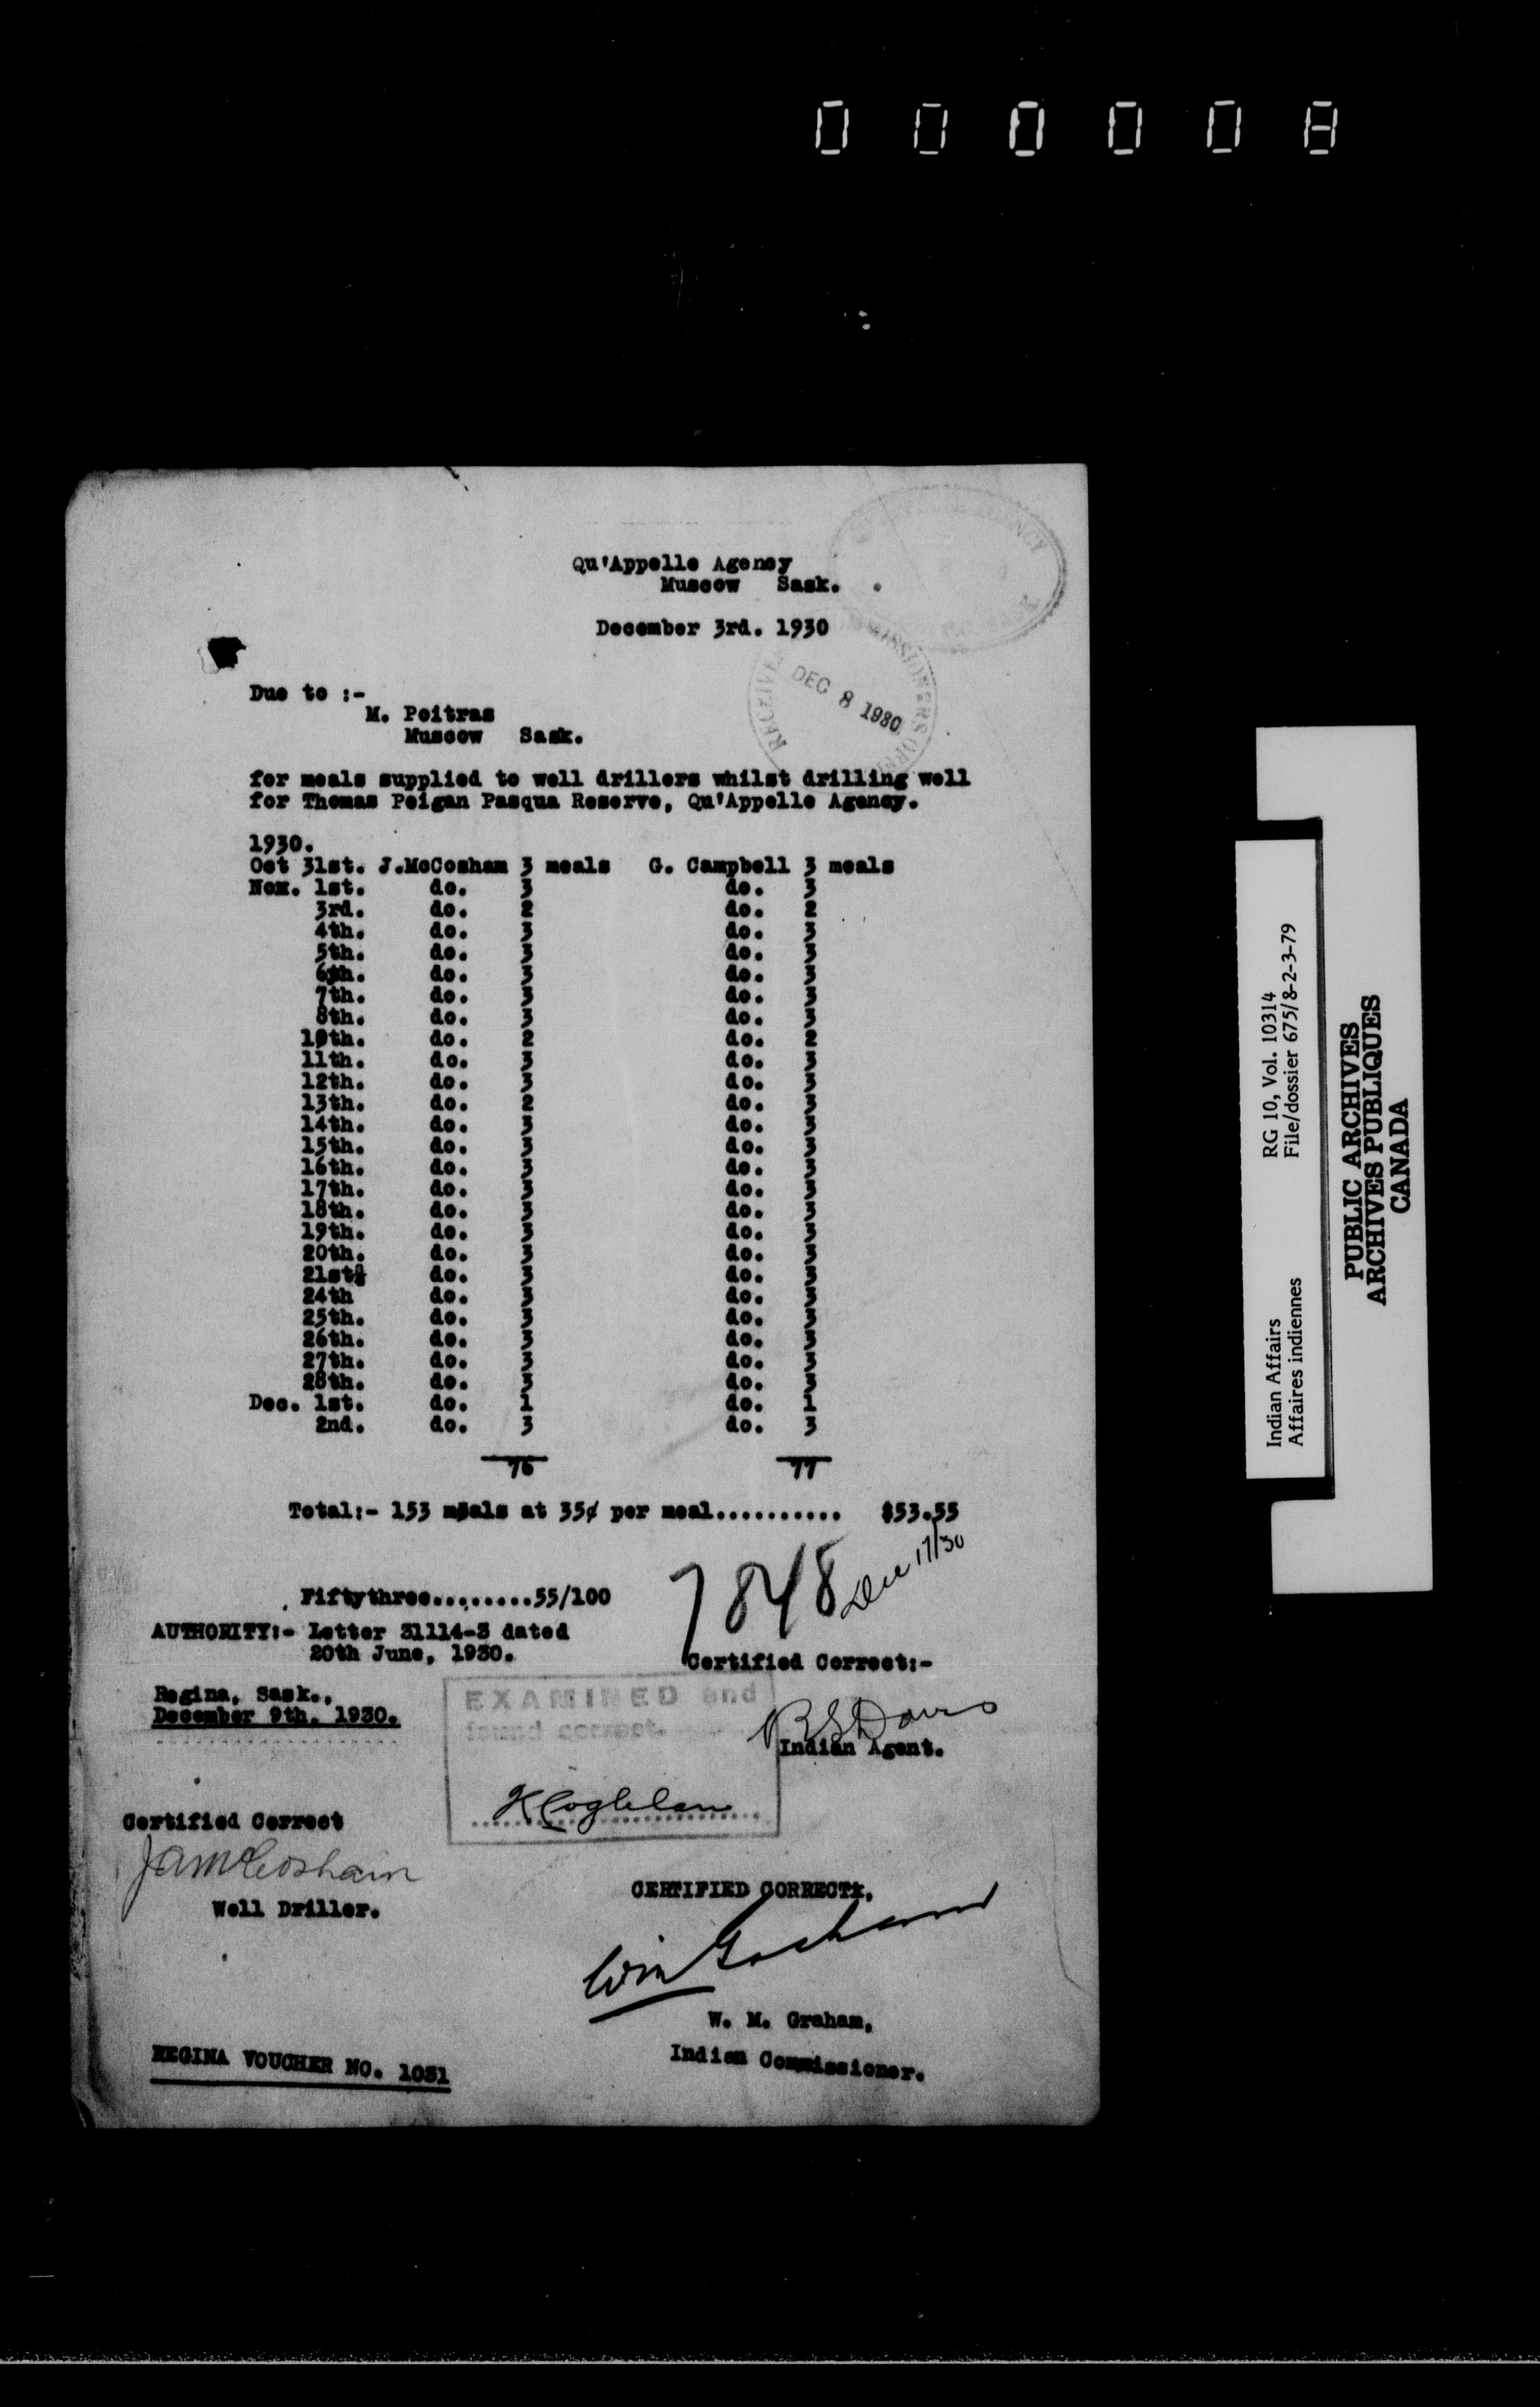 000008
Qu'Appelle Agency
Muscow Sask.
December 3rd. 1930
DEC 8 1930
Due to :-
M. Poitras
Muscow Sask.
for meals supplied to well drillers whilst drilling well
for Thomas Peigan Pasqua Reserve, Qu'Appelle Agency.
1930.
Oct 31st. J.McCosham 3 meals G. Campbell 3 meals
Nov. 1st. do. 3 do. 3
3rd. do. 2 do. 2
4th. do. 3 do. 3
5th. do. 3 do. 3
6th. do. 3 do. 3
7th. do. 3 do. 3
8th. do. 3 do. 3
10th. do. 2 do. 2
11th. do. 3 do. 3
12th. do. 3 do. 3
13th. do. 2 do. 3
14th. do. 3 do. 3
15th. do. 3 do. 3
16th. do. 3 do. 3
17th. do. 3 do. 3
18th. do. 3 do. 3
19th. do. 3 do. 3
20th. do. 3 do. 3
21st. do. 3 do. 3
24th do. 3 do. 3
25th. do. 3 do. 3
26th. do. 3 do. 3
27th. do. 3 do. 3
28th. do. 3 do. 3
Dec. 1st. do. 1 do. 1
2nd. do. 3 do. 3
76 77
Total:- 153 meals at 35¢ per meal.......... $53.55
7848 Dec 17/30
Fiftythree.........55/100
AUTHORITY:- Letter 31114-3 dated
20th June, 1930.
Certified Correct:-
Regina, Sask.,
December 9th. 1930.
EXAMINED and
found correct.
K Coghlan
Indian Agent.
Certified Correct
JAMcCosham
Well Driller.
CERTIFIED CORRECT.
Wm Graham
W. M. Graham,
Indian Commissioner.
REGINA VOUCHER NO. 1031
Indian Affairs RG 10, Vol. 10314
Affaires indiennes File/dossier 675/8-2-3-79
PUBLIC ARCHIVES
ARCHIVES PUBLIQUES
CANADA